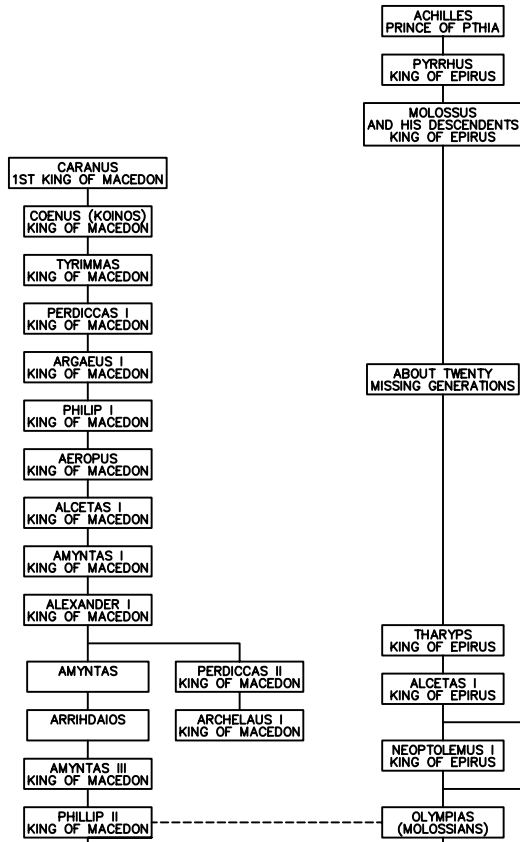 ACHILLES
PRINCE OF PTHIA
PYRRHUS
KING OF EPIRUS
MOLOSSUS
AND HIS DESCENDENTS
KING OF EPIRUS
CARANUS
1ST KING OF MACEDON
COENUS (KOINOS)
KING OF MACEDON
TYRIMMAS
KING OF MACEDON
PERDICCAS I
KING OF MACEDON
ARGAEUS I
KING OF MACEDON
ABOUT TWENTY
MISSING GENERATIONS
PHILIP I
KING OF MACEDON
AEROPUS
KING OF MACEDON
ALCETAS I
KING OF MACEDON
AMYNTAS I
KING OF MACEDON
ALEXANDER I
KING OF MACEDON
THARYPS
KING OF EPIRUS
AMYNTAS
PERDICCAS II
KING OF MACEDON
ALCETAS I
KING OF EPIRUS
ARRIHDAIOS
ARCHELAUS I
KING OF MACEDON
NEOPTOLEMUS I
KING OF EPIRUS
AMYNTAS III
KING OF MACEDON
PHILLIP II
KING OF MACEDON
OLYMPIAS
(MOLOSSIANS)